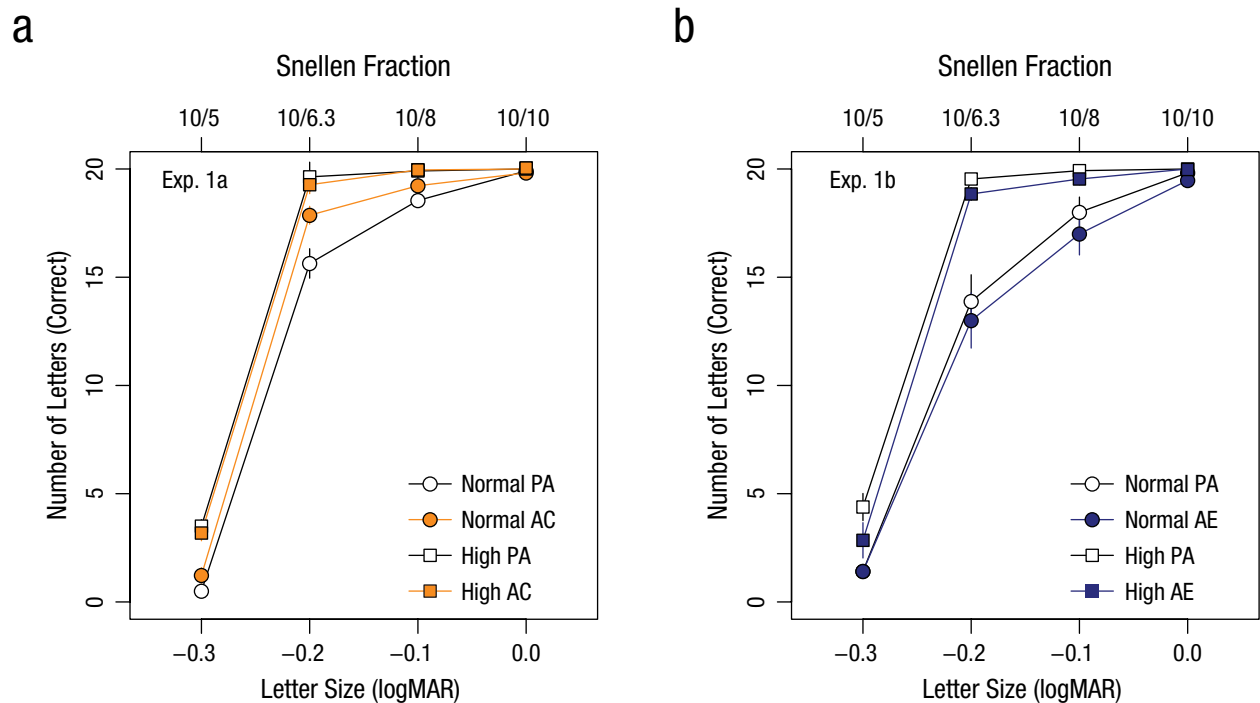 a
Snellen Fraction
10/5 10/6.3 10/8 10/10
Exp. 1a
Number of Letters (Correct)
20
15
10
5
0
Normal PA
Normal AC
High PA
High AC
−0.3 −0.2 −0.1 0.0
Letter Size (logMAR)
b
Snellen Fraction
10/5 10/6.3 10/8 10/10
Exp. 1b
Number of Letters (Correct)
20
15
10
5
0
Normal PA
Normal AE
High PA
High AE
−0.3 −0.2 −0.1 0.0
Letter Size (logMAR)